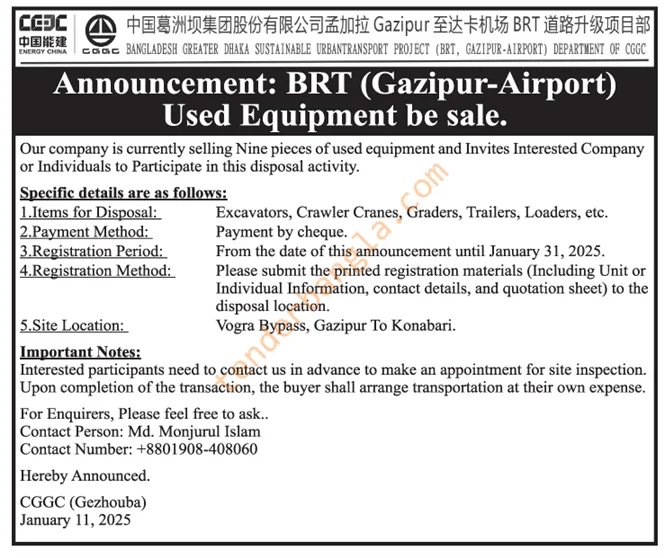 CEEC
中国能建
ENERGY CHINA
CGGC
中国葛洲坝集团股份有限公司孟加拉 Gazipur 至达卡机场 BRT 道路升级项目部
BANGLADESH GREATER DHAKA SUSTAINABLE URBANTRANSPORT PROJECT (BRT, GAZIPUR-AIRPORT) DEPARTMENT OF CGGC
Announcement: BRT (Gazipur-Airport)
Used Equipment be sale.
Our company is currently selling Nine pieces of used equipment and Invites Interested Company
or Individuals to Participate in this disposal activity.
Specific details are as follows:
1.Items for Disposal: Excavators, Crawler Cranes, Graders, Trailers, Loaders, etc.
2.Payment Method: Payment by cheque.
3.Registration Period: From the date of this announcement until January 31, 2025.
4.Registration Method: Please submit the printed registration materials (Including Unit or
Individual Information, contact details, and quotation sheet) to the
disposal location.
5.Site Location: Vogra Bypass, Gazipur To Konabari.
Important Notes:
Interested participants need to contact us in advance to make an appointment for site inspection.
Upon completion of the transaction, the buyer shall arrange transportation at their own expense.
For Enquirers, Please feel free to ask..
Contact Person: Md. Monjurul Islam
Contact Number: +8801908-408060
Hereby Announced.
CGGC (Gezhouba)
January 11, 2025
tenderbangla.com